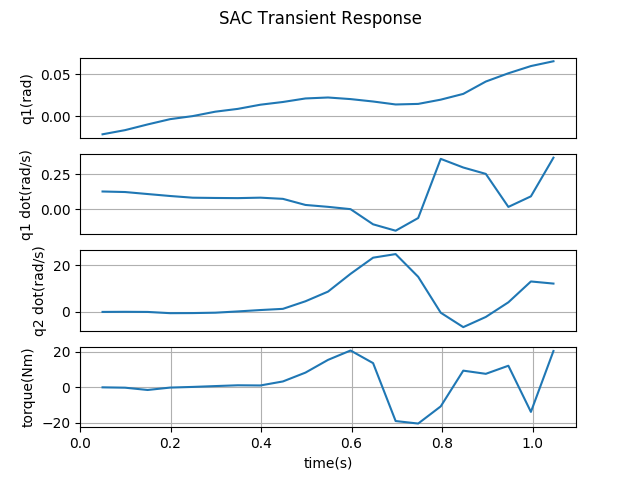 SAC Transient Response
0.05
0.00
q1(rad)
0.25
0.00
q1 dot(rad/s)
20
0
q2 dot(rad/s)
20
0
−20
torque(Nm)
0.0 0.2 0.4 0.6 0.8 1.0
time(s)